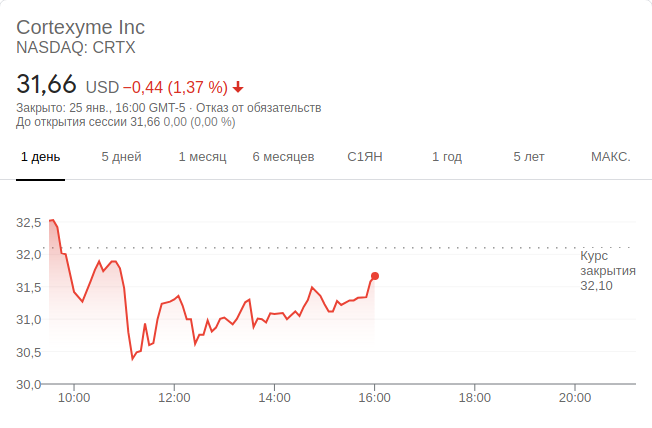 Cortexyme Inc
NASDAQ: CRTX
31,66 USD −0,44 (1,37 %)
Закрыто: 25 янв., 16:00 GMT-5 · Отказ от обязательств
До открытия сессии 31,66 0,00 (0,00 %)
1 день 5 дней 1 месяц 6 месяцев С1ЯН 1 год 5 лет МАКС.
32,5
32,0
31,5
31,0
30,5
30,0
Курс
закрытия
32,10
10:00 12:00 14:00 16:00 18:00 20:00